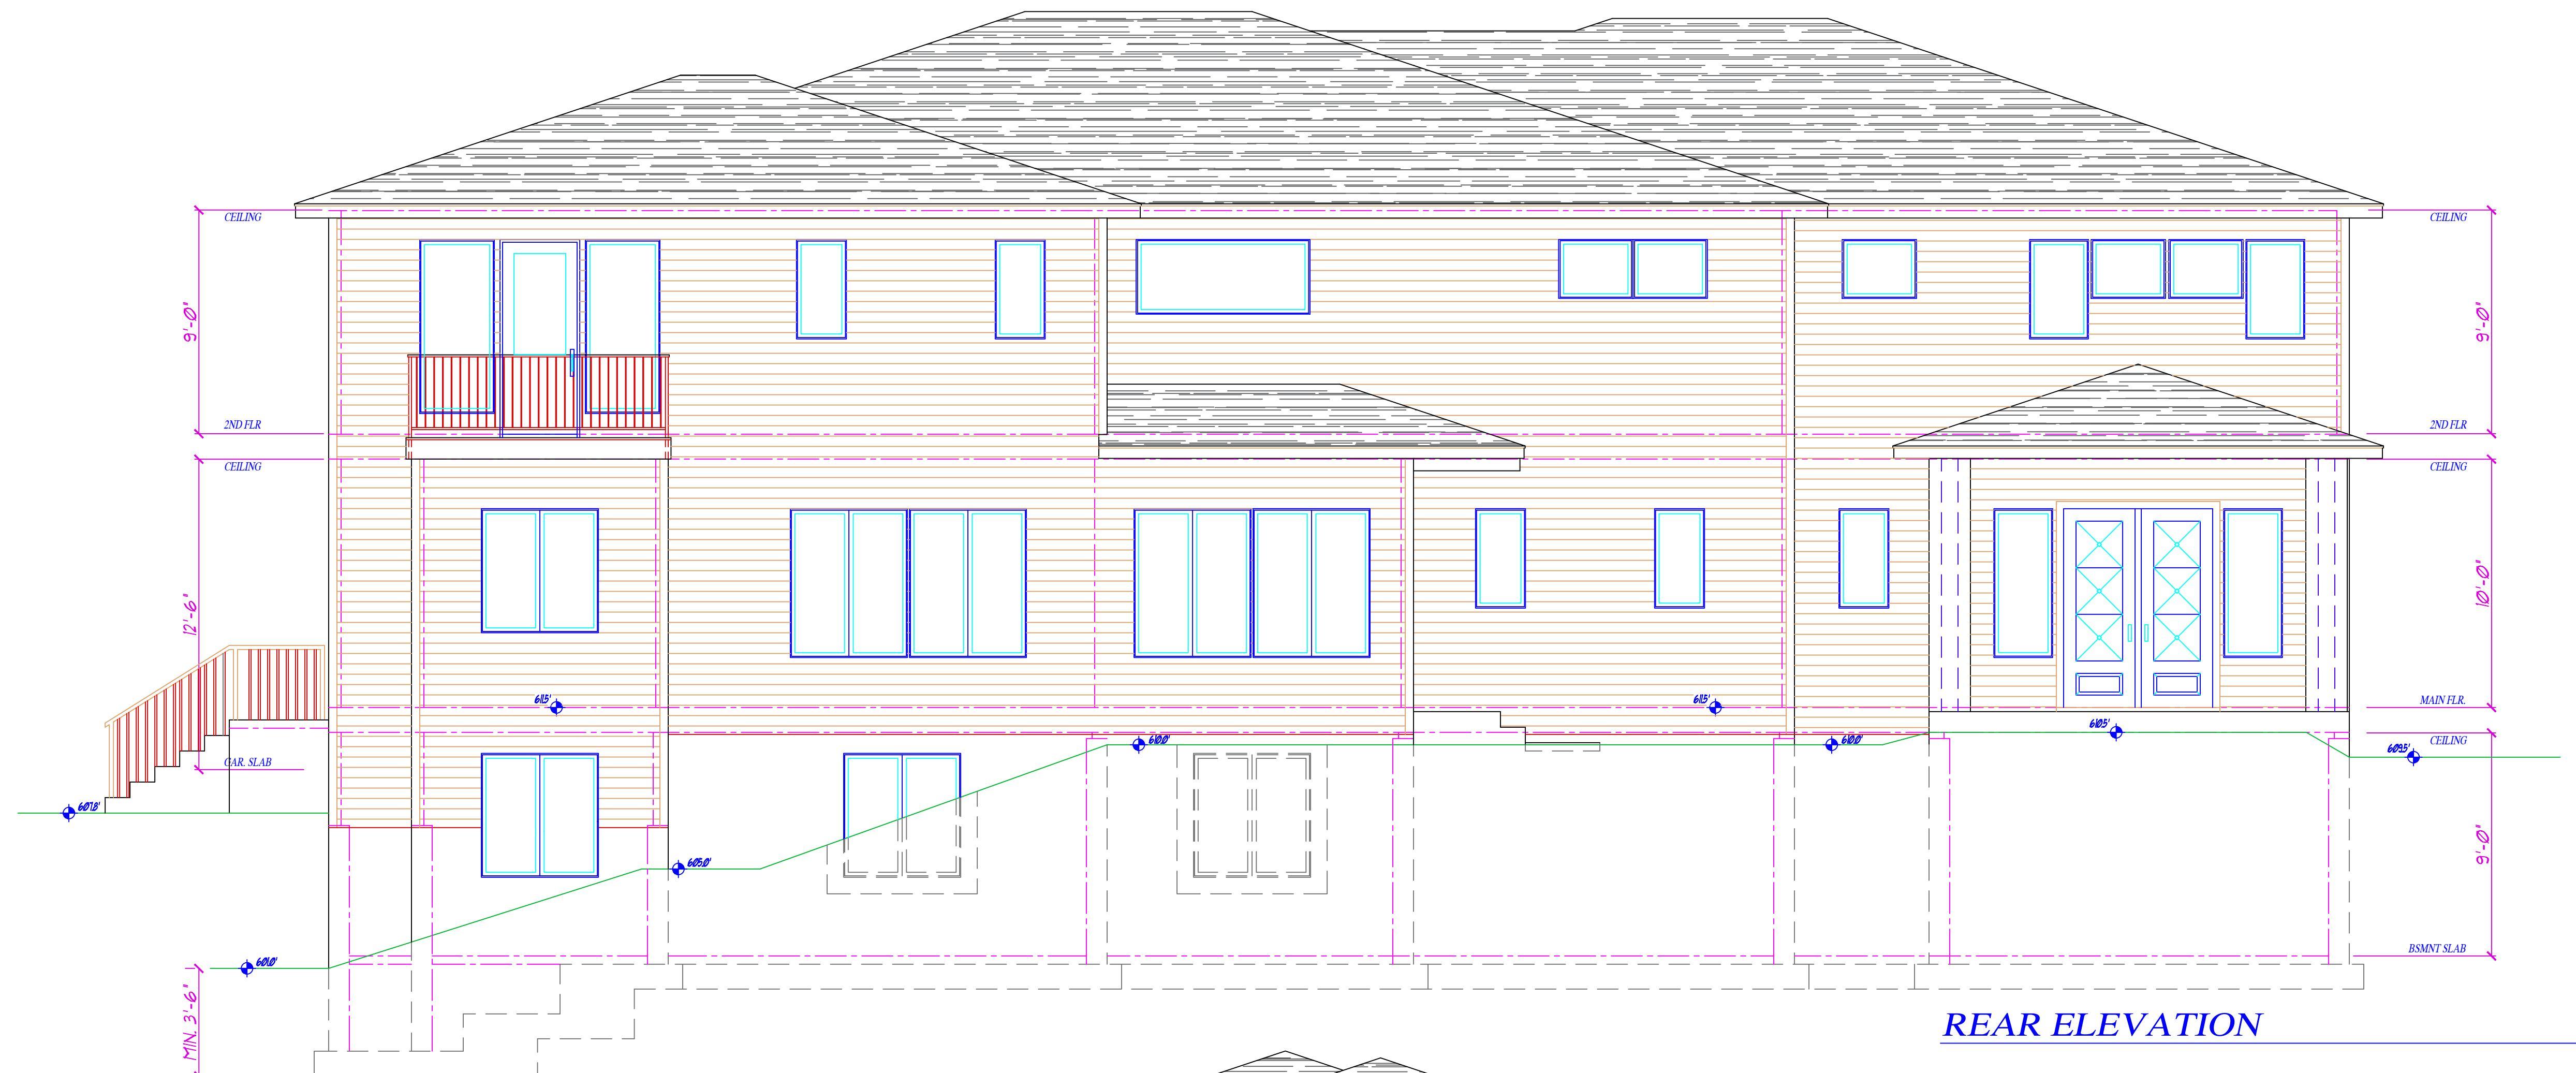 CEILING
CEILING
9'-0"
9'-0"
2ND FLR
2ND FLR
CEILING
CEILING
12'-6"
10'-0"
611.5'
611.5'
MAIN FLR.
610.5'
610.0'
610.0'
CEILING
609.5'
GAR. SLAB
607.8'
605.0'
9'-0"
BSMNT SLAB
601.0'
MIN. 3'-6"
REAR ELEVATION